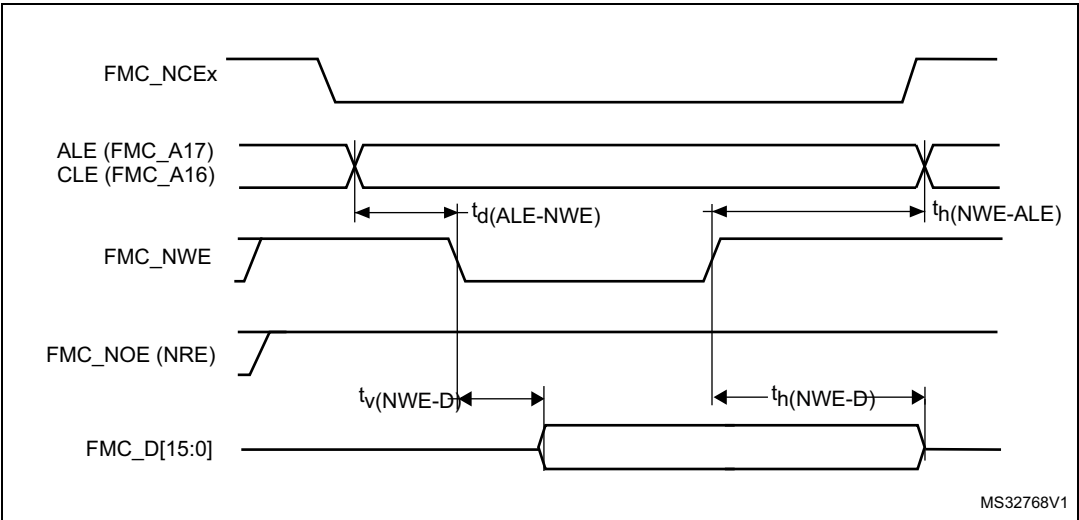 FMC_NCEx
ALE (FMC_A17)
CLE (FMC_A16)
td(ALE-NWE)
th(NWE-ALE)
FMC_NWE
FMC_NOE (NRE)
tv(NWE-D)
th(NWE-D)
FMC_D[15:0]
MS32768V1